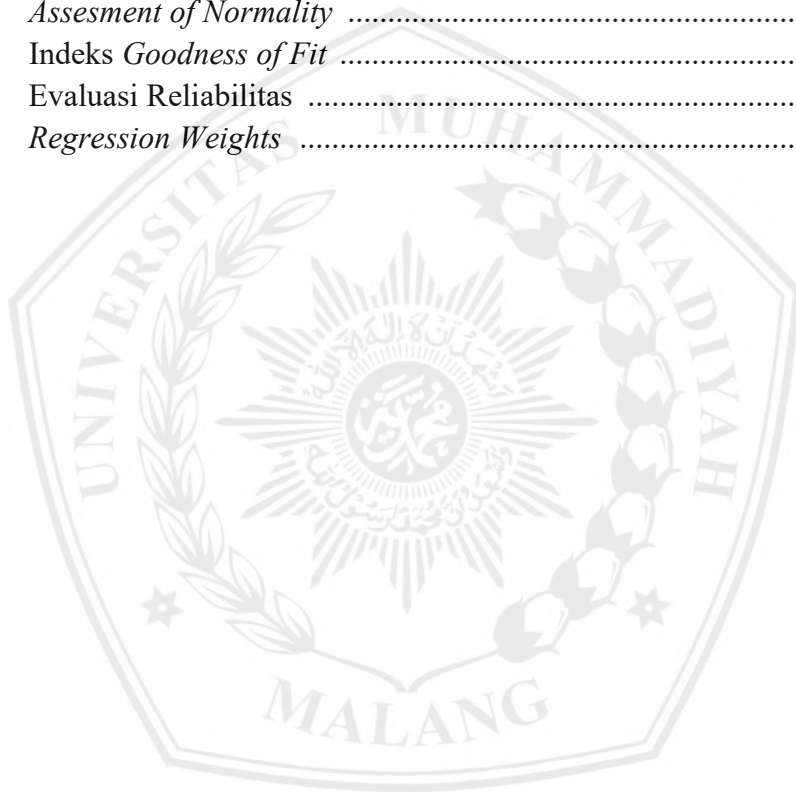 Assesment of Normality ........................................................
Indeks Goodness of Fit .........................................................
Evaluasi Reliabilitas .............................................................
Regression Weights ..............................................................
UNIVERSITAS MUHAMMADIYAH
MALANG